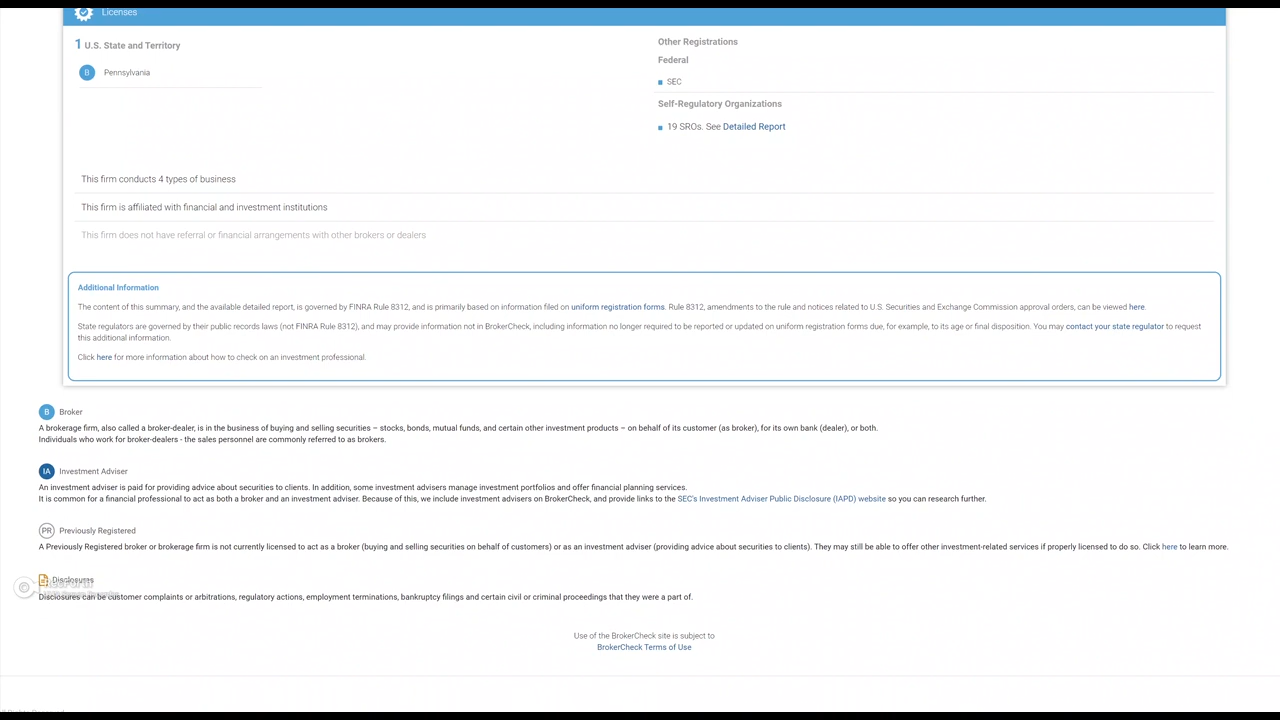 Licenses
1 U.S. State and Territory
B Pennsylvania
Other Registrations
Federal
SEC
Self-Regulatory Organizations
19 SROs. See Detailed Report
This firm conducts 4 types of business
This firm is affiliated with financial and investment institutions
This firm does not have referral or financial arrangements with other brokers or dealers
Additional Information
The content of this summary, and the available detailed report, is governed by FINRA Rule 8312, and is primarily based on information filed on uniform registration forms. Rule 8312, amendments to the rule and notices related to U.S. Securities and Exchange Commission approval orders, can be viewed here.
State regulators are governed by their public records laws (not FINRA Rule 8312), and may provide information not in BrokerCheck, including information no longer required to be reported or updated on uniform registration forms due, for example, to its age or final disposition. You may contact your state regulator to request
this additional information.
Click here for more information about how to check on an investment professional.
B Broker
A brokerage firm, also called a broker-dealer, is in the business of buying and selling securities – stocks, bonds, mutual funds, and certain other investment products – on behalf of its customer (as broker), for its own bank (dealer), or both.
Individuals who work for broker-dealers - the sales personnel are commonly referred to as brokers.
IA Investment Adviser
An investment adviser is paid for providing advice about securities to clients. In addition, some investment advisers manage investment portfolios and offer financial planning services.
It is common for a financial professional to act as both a broker and an investment adviser. Because of this, we include investment advisers on BrokerCheck, and provide links to the SEC's Investment Adviser Public Disclosure (IAPD) website so you can research further.
PR Previously Registered
A Previously Registered broker or brokerage firm is not currently licensed to act as a broker (buying and selling securities on behalf of customers) or as an investment adviser (providing advice about securities to clients). They may still be able to offer other investment-related services if properly licensed to do so. Click here to learn more.
Disclosures
Disclosures can be customer complaints or arbitrations, regulatory actions, employment terminations, bankruptcy filings and certain civil or criminal proceedings that they were a part of.
Use of the BrokerCheck site is subject to
BrokerCheck Terms of Use